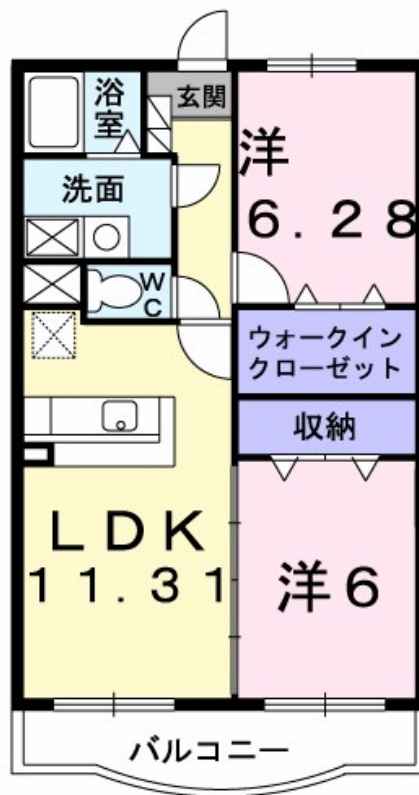 浴室
玄関
洋
6.28
洗面
WC
ウォークイン
クローゼット
収納
LDK
11.31
洋6
バルコニー